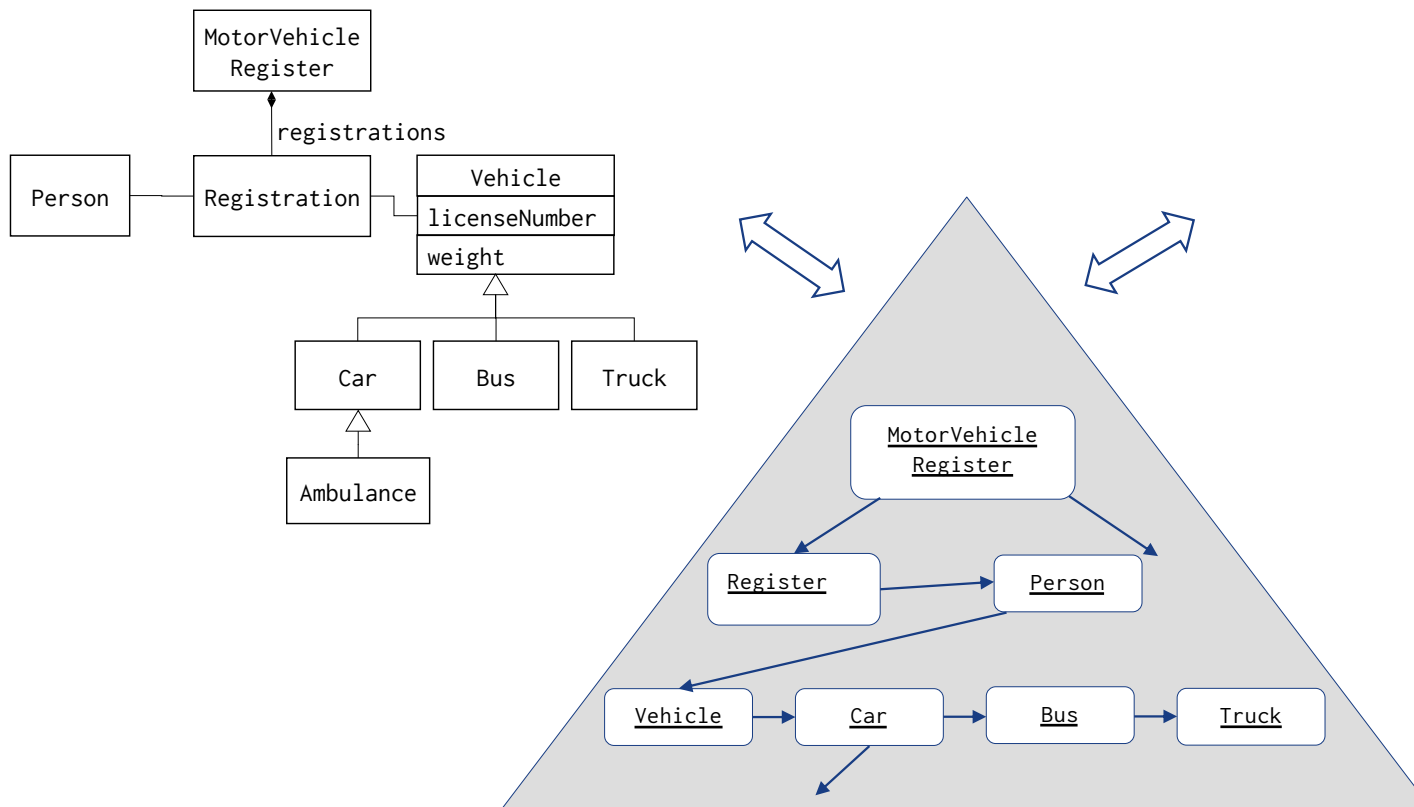 MotorVehicle
Register
registrations
Person
Registration
Vehicle
licenseNumber
weight
Car
Bus
Truck
Ambulance
MotorVehicle
Register
Register
Person
Vehicle
Car
Bus
Truck